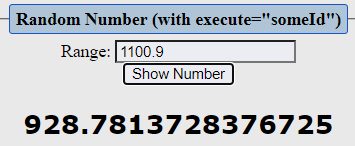 Random Number (with execute="someId")
Range: 1100.9
Show Number
928.7813728376725